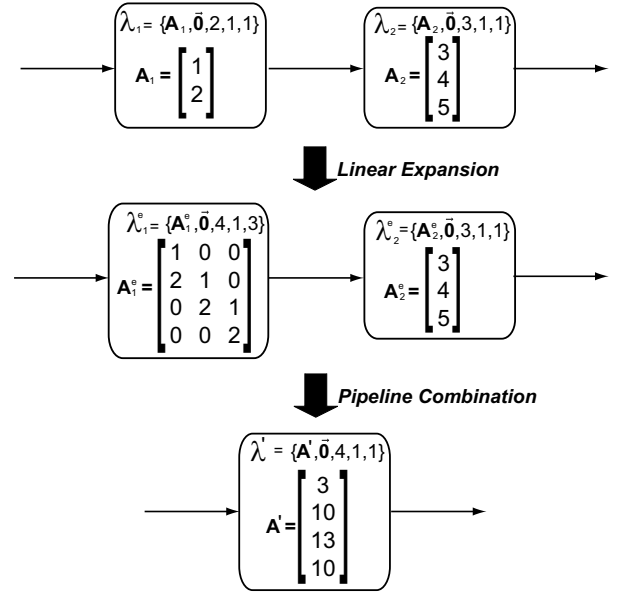 λ₁ = {A₁, 0⃗, 2, 1, 1}
A₁ = [1
2]
λ₂ = {A₂, 0⃗, 3, 1, 1}
A₂ = [3
4
5]
Linear Expansion
λ₁ᵉ = {A₁ᵉ, 0⃗, 4, 1, 3}
A₁ᵉ = [1 0 0
2 1 0
0 2 1
0 0 2]
λ₂ᵉ = {A₂ᵉ, 0⃗, 3, 1, 1}
A₂ᵉ = [3
4
5]
Pipeline Combination
λ' = {A', 0⃗, 4, 1, 1}
A' = [3
10
13
10]